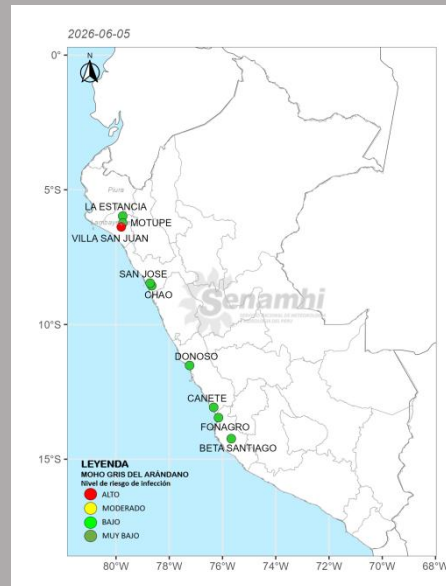 2026-06-05
N
0°
5°S
10°S
15°S
Piura
LA ESTANCIA
MOTUPE
VILLA SAN JUAN
SAN JOSE
CHAO
Senamhi
DONOSO
CANETE
FONAGRO
BETA SANTIAGO
LEYENDA
MOHO GRIS DEL ARÁNDANO
Nivel de riesgo de infección
ALTO
MODERADO
BAJO
MUY BAJO
80°W 78°W 76°W 74°W 72°W 70°W 68°W